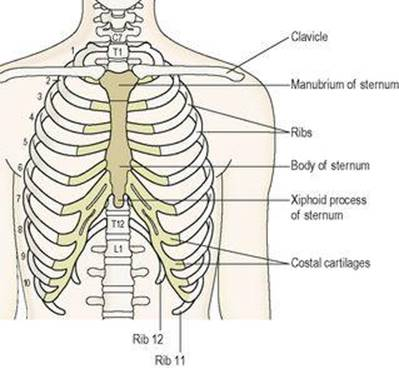 C7
T1
1
2
3
4
5
6
7
8
9
10
T12
L1
Clavicle
Manubrium of sternum
Ribs
Body of sternum
Xiphoid process
of sternum
Costal cartilages
Rib 12
Rib 11